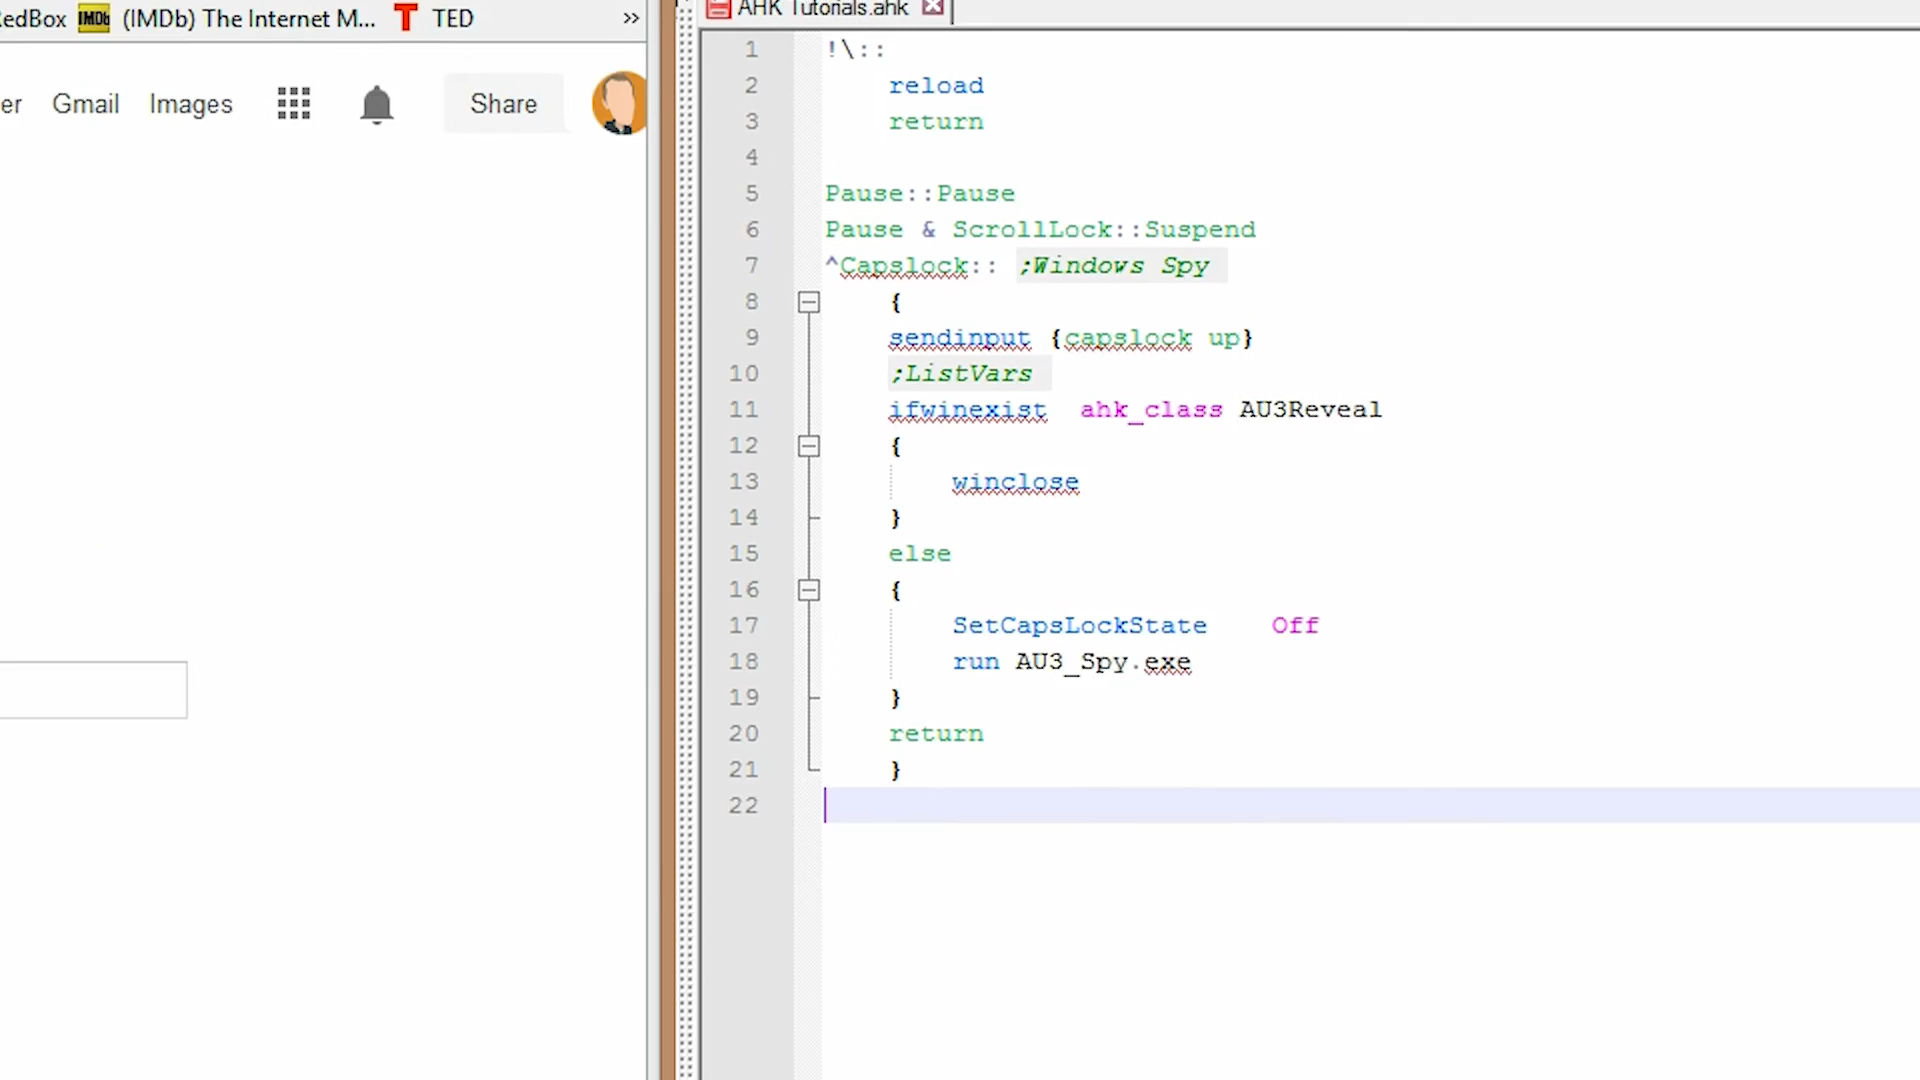 edBox IMDb (IMDb) The Internet M... T TED »
er Gmail Images Share
AHK Tutorials.ahk
1 !\::
2 reload
3 return
4
5 Pause::Pause
6 Pause & ScrollLock::Suspend
7 ^Capslock:: ;Windows Spy
8 {
9 sendinput {capslock up}
10 ;ListVars
11 ifwinexist ahk_class AU3Reveal
12 {
13 winclose
14 }
15 else
16 {
17 SetCapsLockState Off
18 run AU3_Spy.exe
19 }
20 return
21 }
22